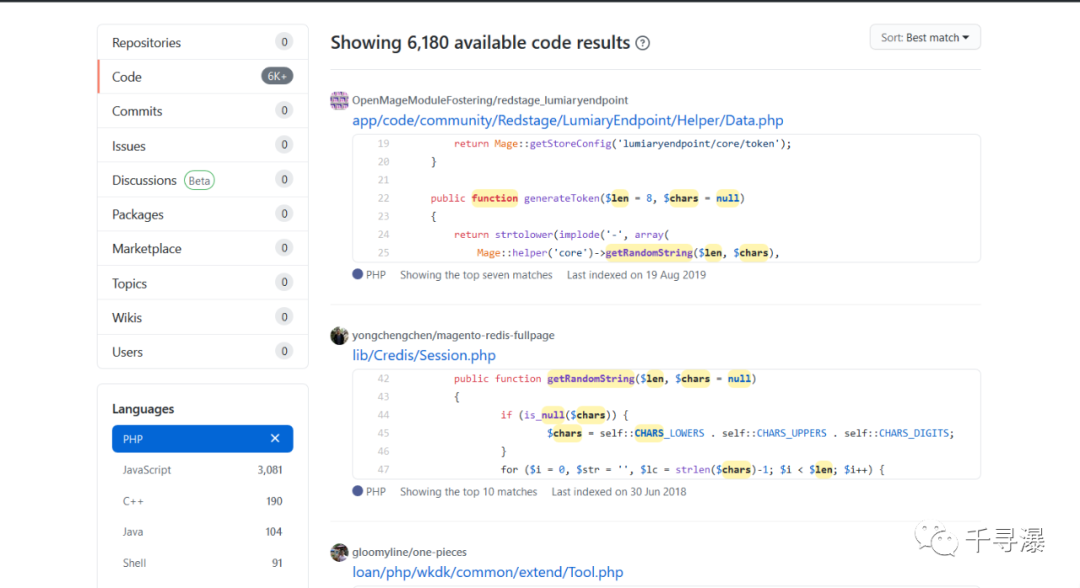 Repositories 0
Code 6K+
Commits 0
Issues 0
Discussions Beta 0
Packages 0
Marketplace 0
Topics 0
Wikis 0
Users 0
Languages
PHP ✕
JavaScript 3,081
C++ 190
Java 104
Shell 91
Showing 6,180 available code results ?
Sort: Best match
OpenMageModuleFostering/redstage_lumiaryendpoint
app/code/community/Redstage/LumiaryEndpoint/Helper/Data.php
19 return Mage::getStoreConfig('lumiaryendpoint/core/token');
20 }
21
22 public function generateToken($len = 8, $chars = null)
23 {
24 return strtolower(implode('-', array(
25 Mage::helper('core')->getRandomString($len, $chars),
PHP Showing the top seven matches Last indexed on 19 Aug 2019
yongchengchen/magento-redis-fullpage
lib/Credis/Session.php
42 public function getRandomString($len, $chars = null)
43 {
44 if (is_null($chars)) {
45 $chars = self::CHARS_LOWERS . self::CHARS_UPPERS . self::CHARS_DIGITS;
46 }
47 for ($i = 0, $str = '', $lc = strlen($chars)-1; $i < $len; $i++) {
PHP Showing the top 10 matches Last indexed on 30 Jun 2018
gloomyline/one-pieces
loan/php/wkdk/common/extend/Tool.php
千寻瀑